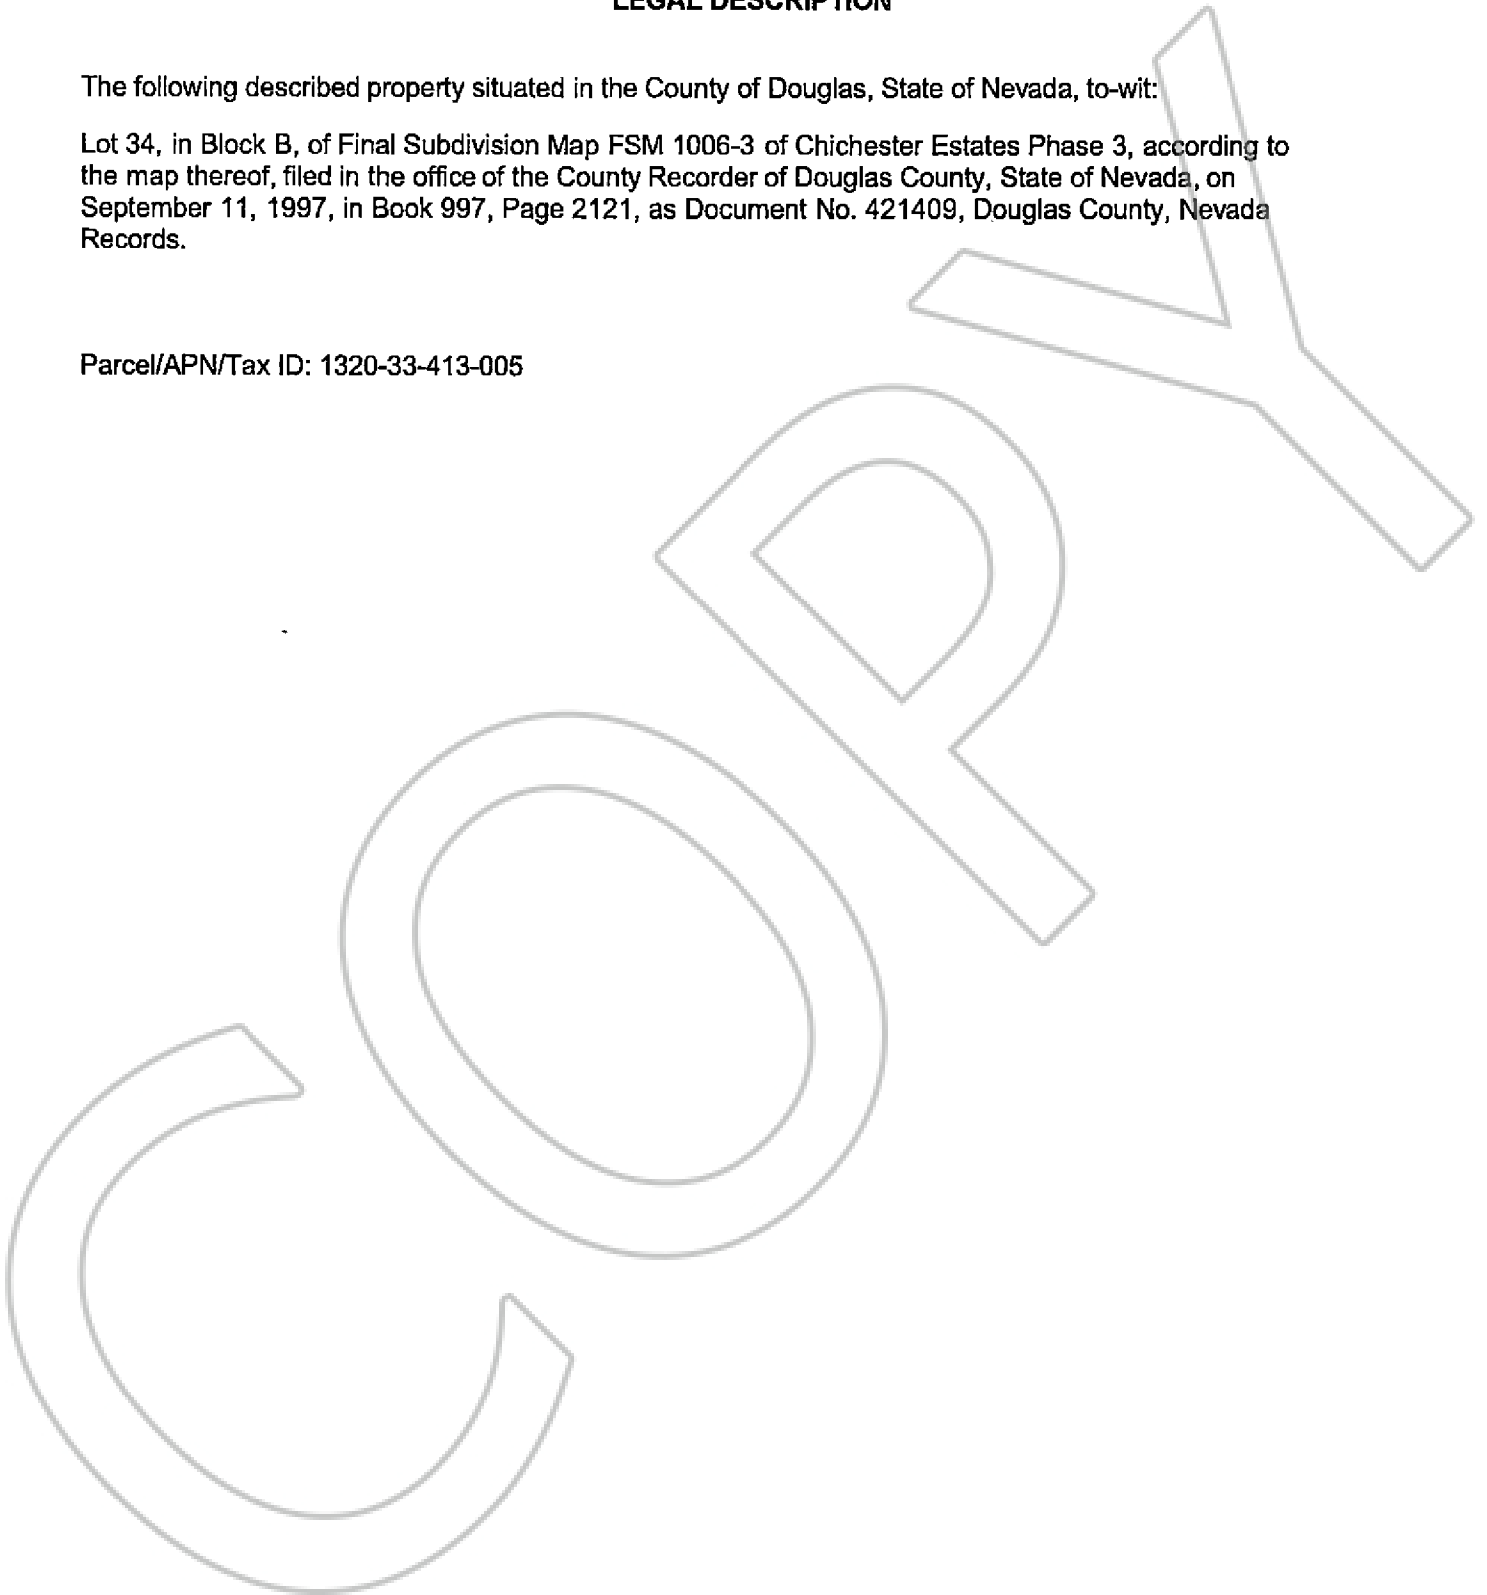 LEGAL DESCRIPTION
The following described property situated in the County of Douglas, State of Nevada, to-wit:
Lot 34, in Block B, of Final Subdivision Map FSM 1006-3 of Chichester Estates Phase 3, according to
the map thereof, filed in the office of the County Recorder of Douglas County, State of Nevada, on
September 11, 1997, in Book 997, Page 2121, as Document No. 421409, Douglas County, Nevada
Records.
Parcel/APN/Tax ID: 1320-33-413-005
COPY